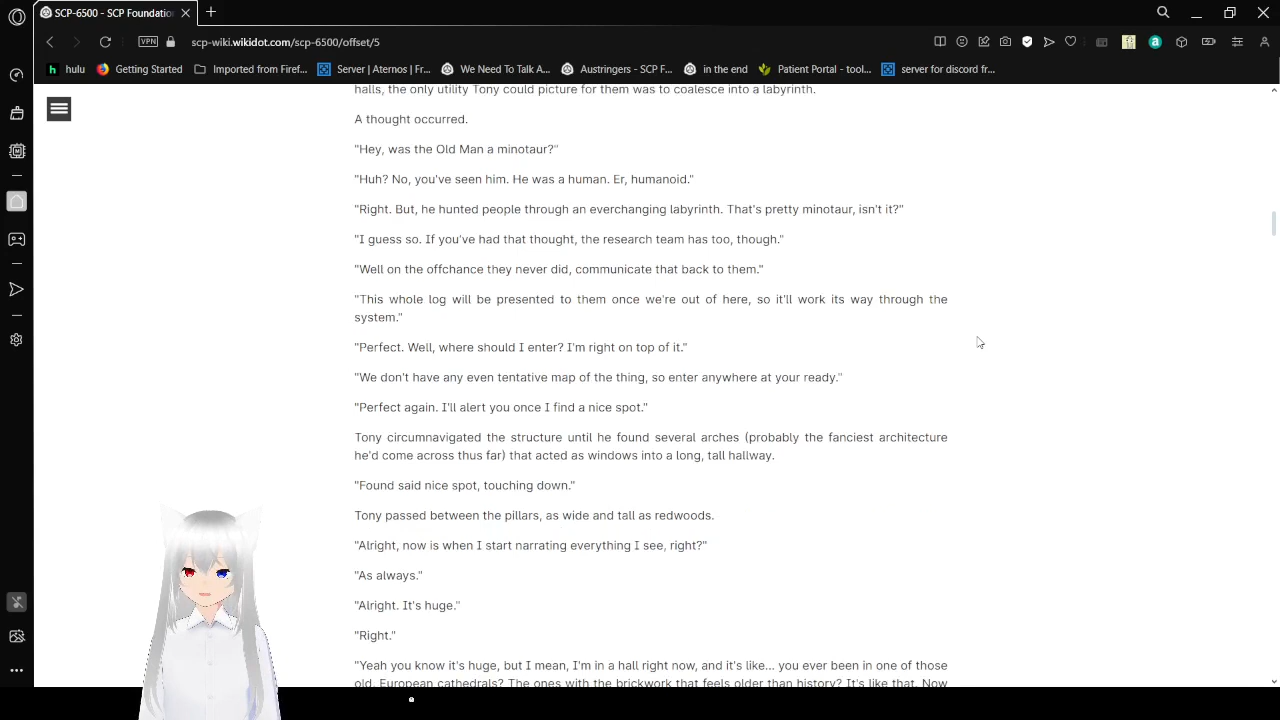 SCP-6500 - SCP Foundatio
VPN
scp-wiki.wikidot.com/scp-6500/offset/5
hulu
Getting Started
Imported from Firef...
Server | Aternos | Fr...
We Need To Talk A...
Austringers - SCP F...
in the end
Patient Portal - tool...
server for discord fr...
halls, the only utility Tony could picture for them was to coalesce into a labyrinth.
A thought occurred.
"Hey, was the Old Man a minotaur?"
"Huh? No, you've seen him. He was a human. Er, humanoid."
"Right. But, he hunted people through an everchanging labyrinth. That's pretty minotaur, isn't it?"
"I guess so. If you've had that thought, the research team has too, though."
"Well on the offchance they never did, communicate that back to them."
"This whole log will be presented to them once we're out of here, so it'll work its way through the
system."
"Perfect. Well, where should I enter? I'm right on top of it."
"We don't have any even tentative map of the thing, so enter anywhere at your ready."
"Perfect again. I'll alert you once I find a nice spot."
Tony circumnavigated the structure until he found several arches (probably the fanciest architecture
he'd come across thus far) that acted as windows into a long, tall hallway.
"Found said nice spot, touching down."
Tony passed between the pillars, as wide and tall as redwoods.
"Alright, now is when I start narrating everything I see, right?"
"As always."
"Alright. It's huge."
"Right."
"Yeah you know it's huge, but I mean, I'm in a hall right now, and it's like... you ever been in one of those
old, European cathedrals? The ones with the brickwork that feels older than history? It's like that. Now